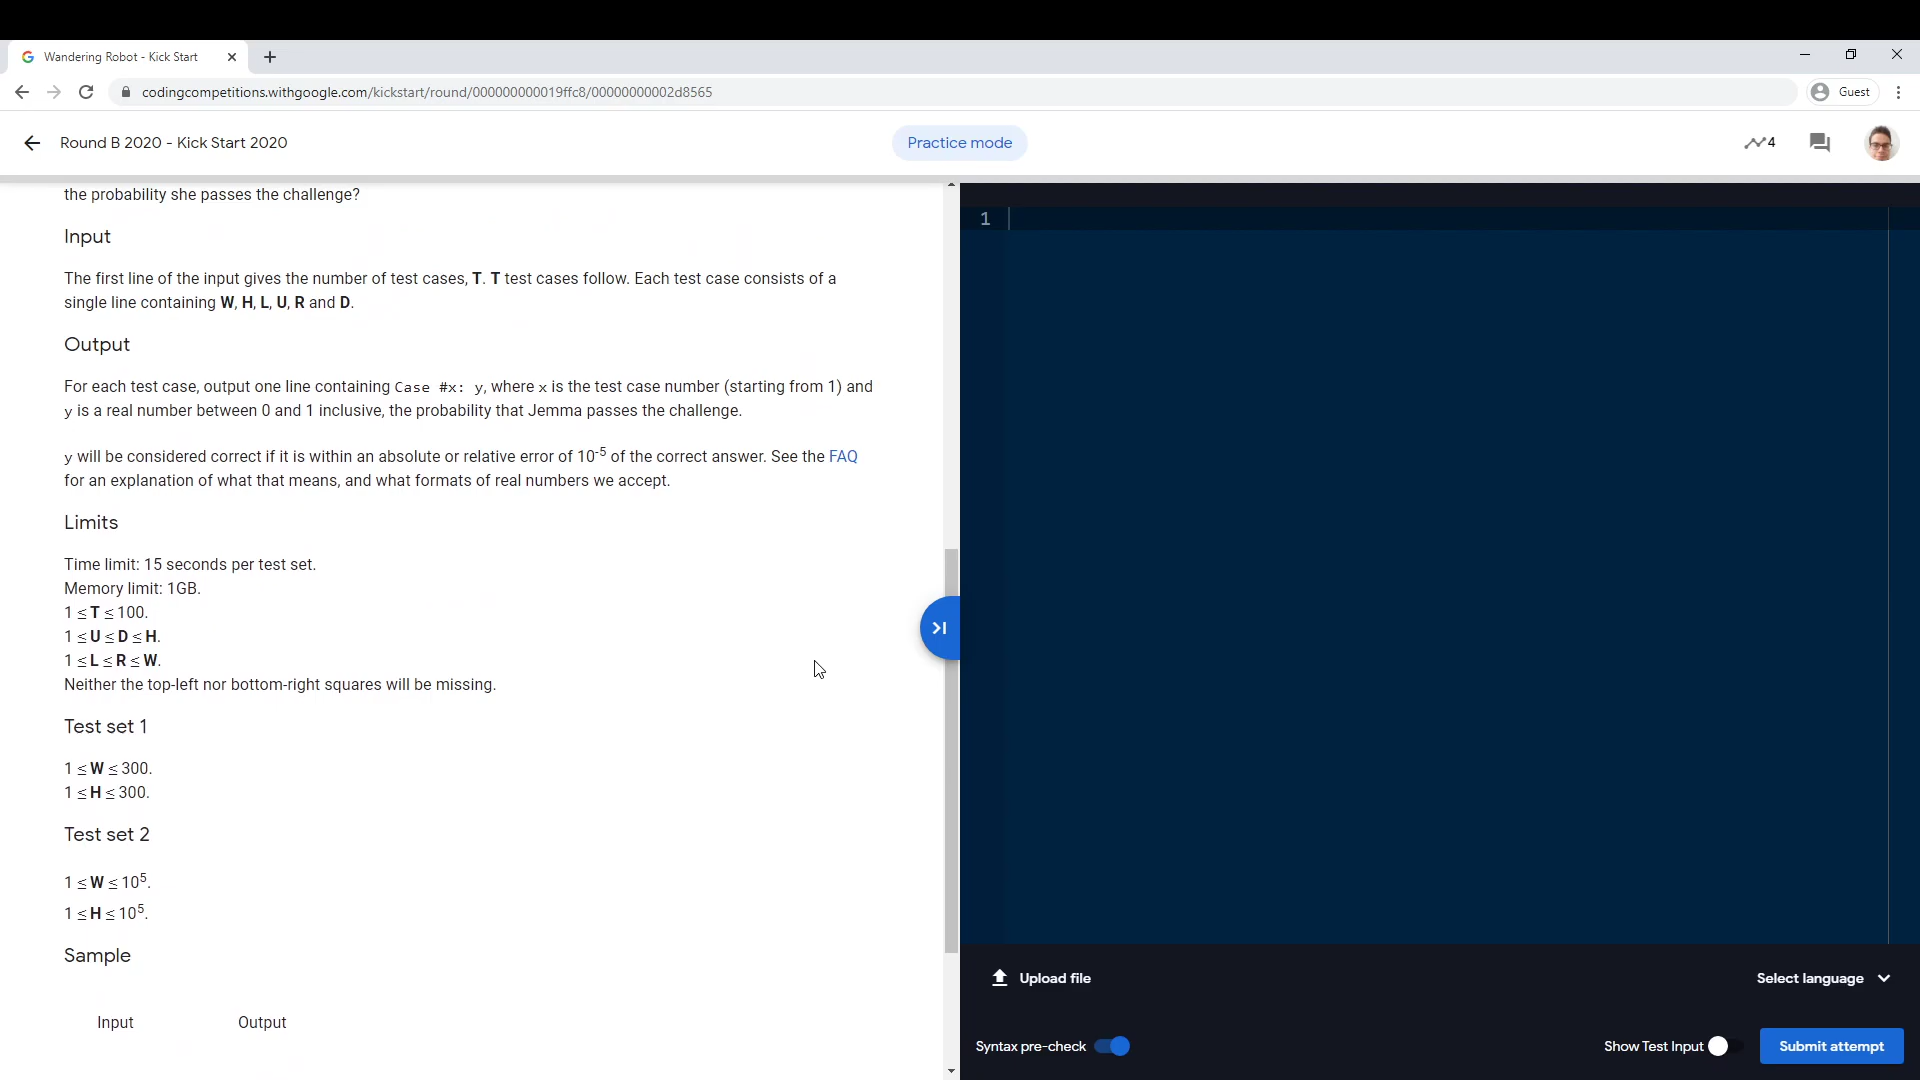 Wandering Robot - Kick Start
codingcompetitions.withgoogle.com/kickstart/round/000000000019ffc8/00000000002d8565
Guest
Round B 2020 - Kick Start 2020
Practice mode
4
the probability she passes the challenge?
1
Input
The first line of the input gives the number of test cases, T. T test cases follow. Each test case consists of a
single line containing W, H, L, U, R and D.
Output
For each test case, output one line containing Case #x: y, where x is the test case number (starting from 1) and
y is a real number between 0 and 1 inclusive, the probability that Jemma passes the challenge.
y will be considered correct if it is within an absolute or relative error of 10⁻⁵ of the correct answer. See the FAQ
for an explanation of what that means, and what formats of real numbers we accept.
Limits
Time limit: 15 seconds per test set.
Memory limit: 1GB.
1 ≤ T ≤ 100.
1 ≤ U ≤ D ≤ H.
1 ≤ L ≤ R ≤ W.
Neither the top-left nor bottom-right squares will be missing.
Test set 1
1 ≤ W ≤ 300.
1 ≤ H ≤ 300.
Test set 2
1 ≤ W ≤ 10⁵.
1 ≤ H ≤ 10⁵.
Sample
Input Output
Upload file
Select language
Syntax pre-check
Show Test Input
Submit attempt